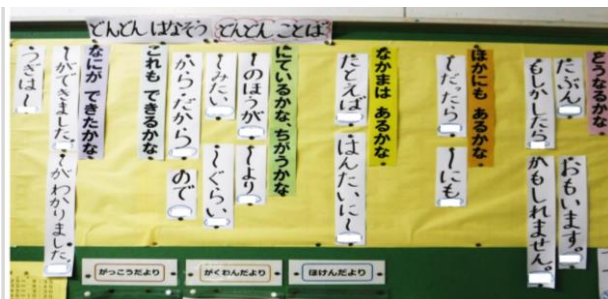 どんどん はなそう どんどん ことば
どうなるかな
たぶん
おもいます。
もしかしたら
かもしれません。
ほかにも あるかな
～だったら
～にも
なかまは あるかな
たとえば
はんたいに～
にているかな、ちがうかな
～のほうが
～より
～みたい
～ぐらい
から・だから
ので
これも できるかな
なにが できたかな
～ができました。
～がわかりました。
つぎは～
がっこうだより
がくねんだより
ほけんだより